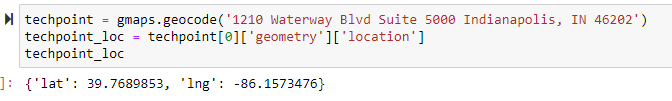 techpoint = gmaps.geocode('1210 Waterway Blvd Suite 5000 Indianapolis, IN 46202')
techpoint_loc = techpoint[0]['geometry']['location']
techpoint_loc
]: {'lat': 39.7689853, 'lng': -86.1573476}